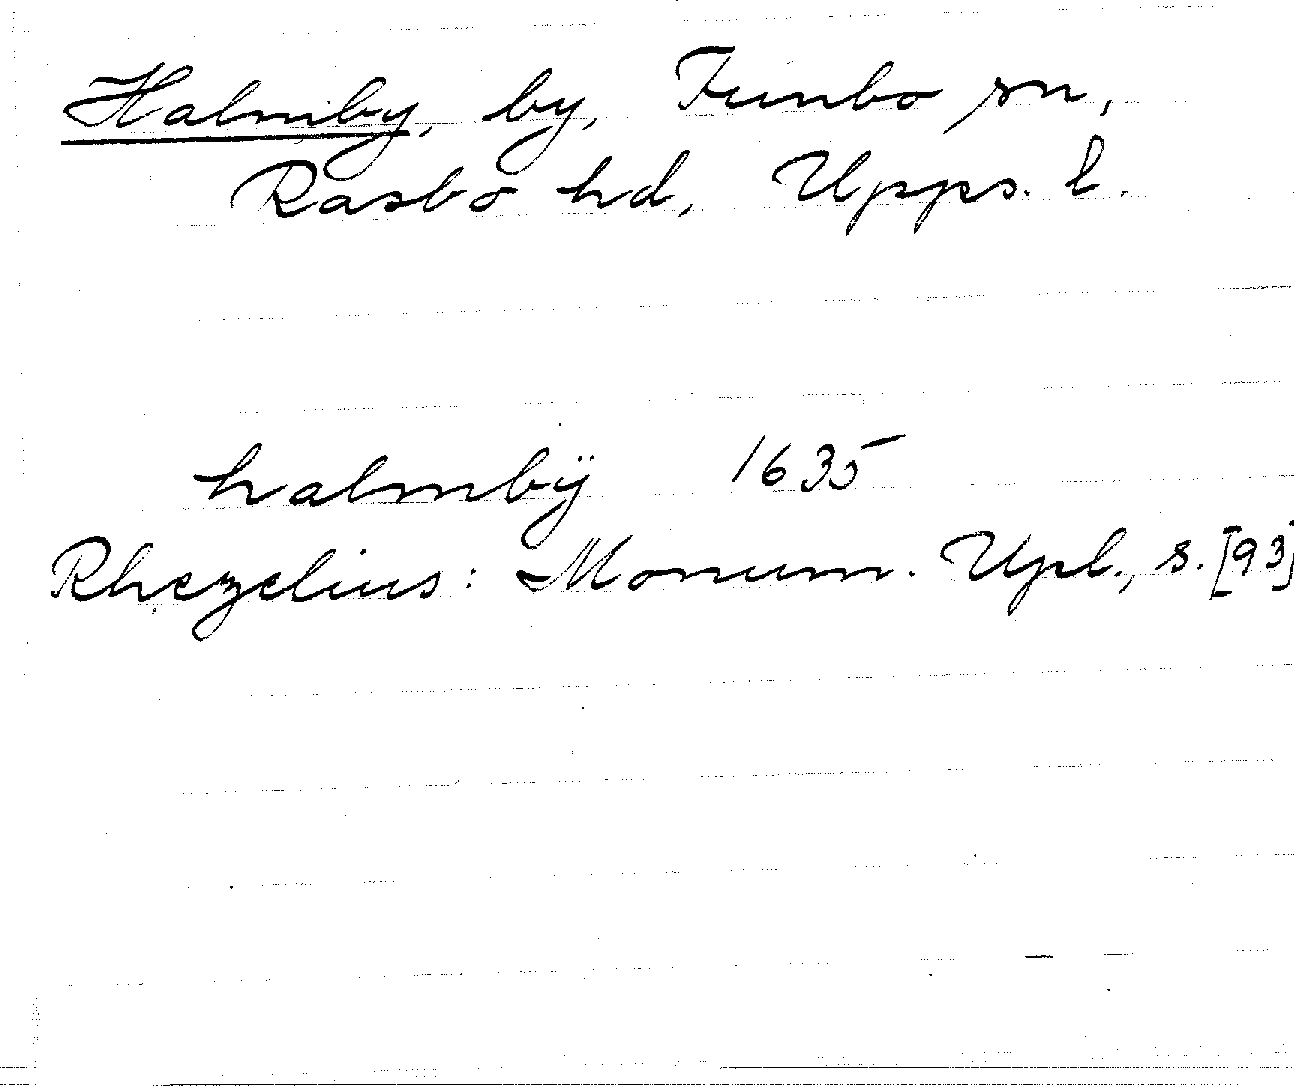 Halmby, by, Funbo sn,
Rasbo hd, Upps. l.
halmbÿ 1635
Rhezelius: Monum. Upl., s. [93]